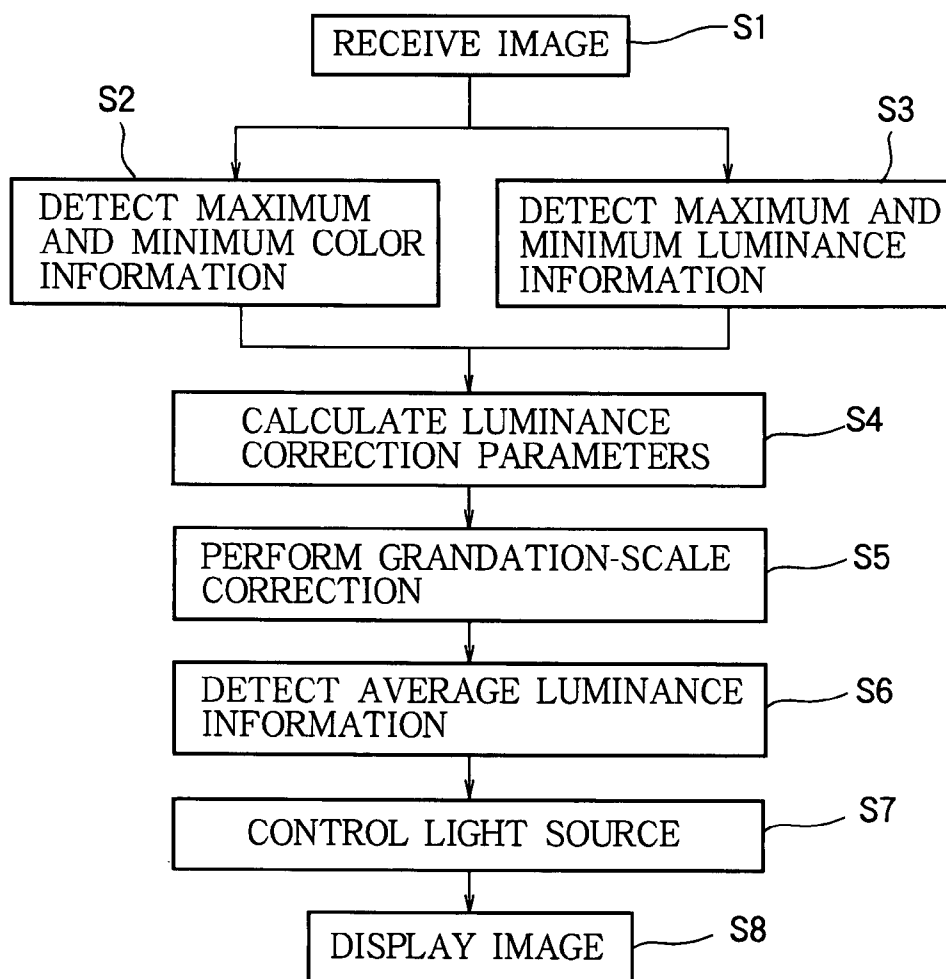 RECEIVE IMAGE
S1
S2
S3
DETECT MAXIMUM
AND MINIMUM COLOR
INFORMATION
DETECT MAXIMUM AND
MINIMUM LUMINANCE
INFORMATION
CALCULATE LUMINANCE
CORRECTION PARAMETERS
S4
PERFORM GRANDATION-SCALE
CORRECTION
S5
DETECT AVERAGE LUMINANCE
INFORMATION
S6
CONTROL LIGHT SOURCE
S7
DISPLAY IMAGE
S8